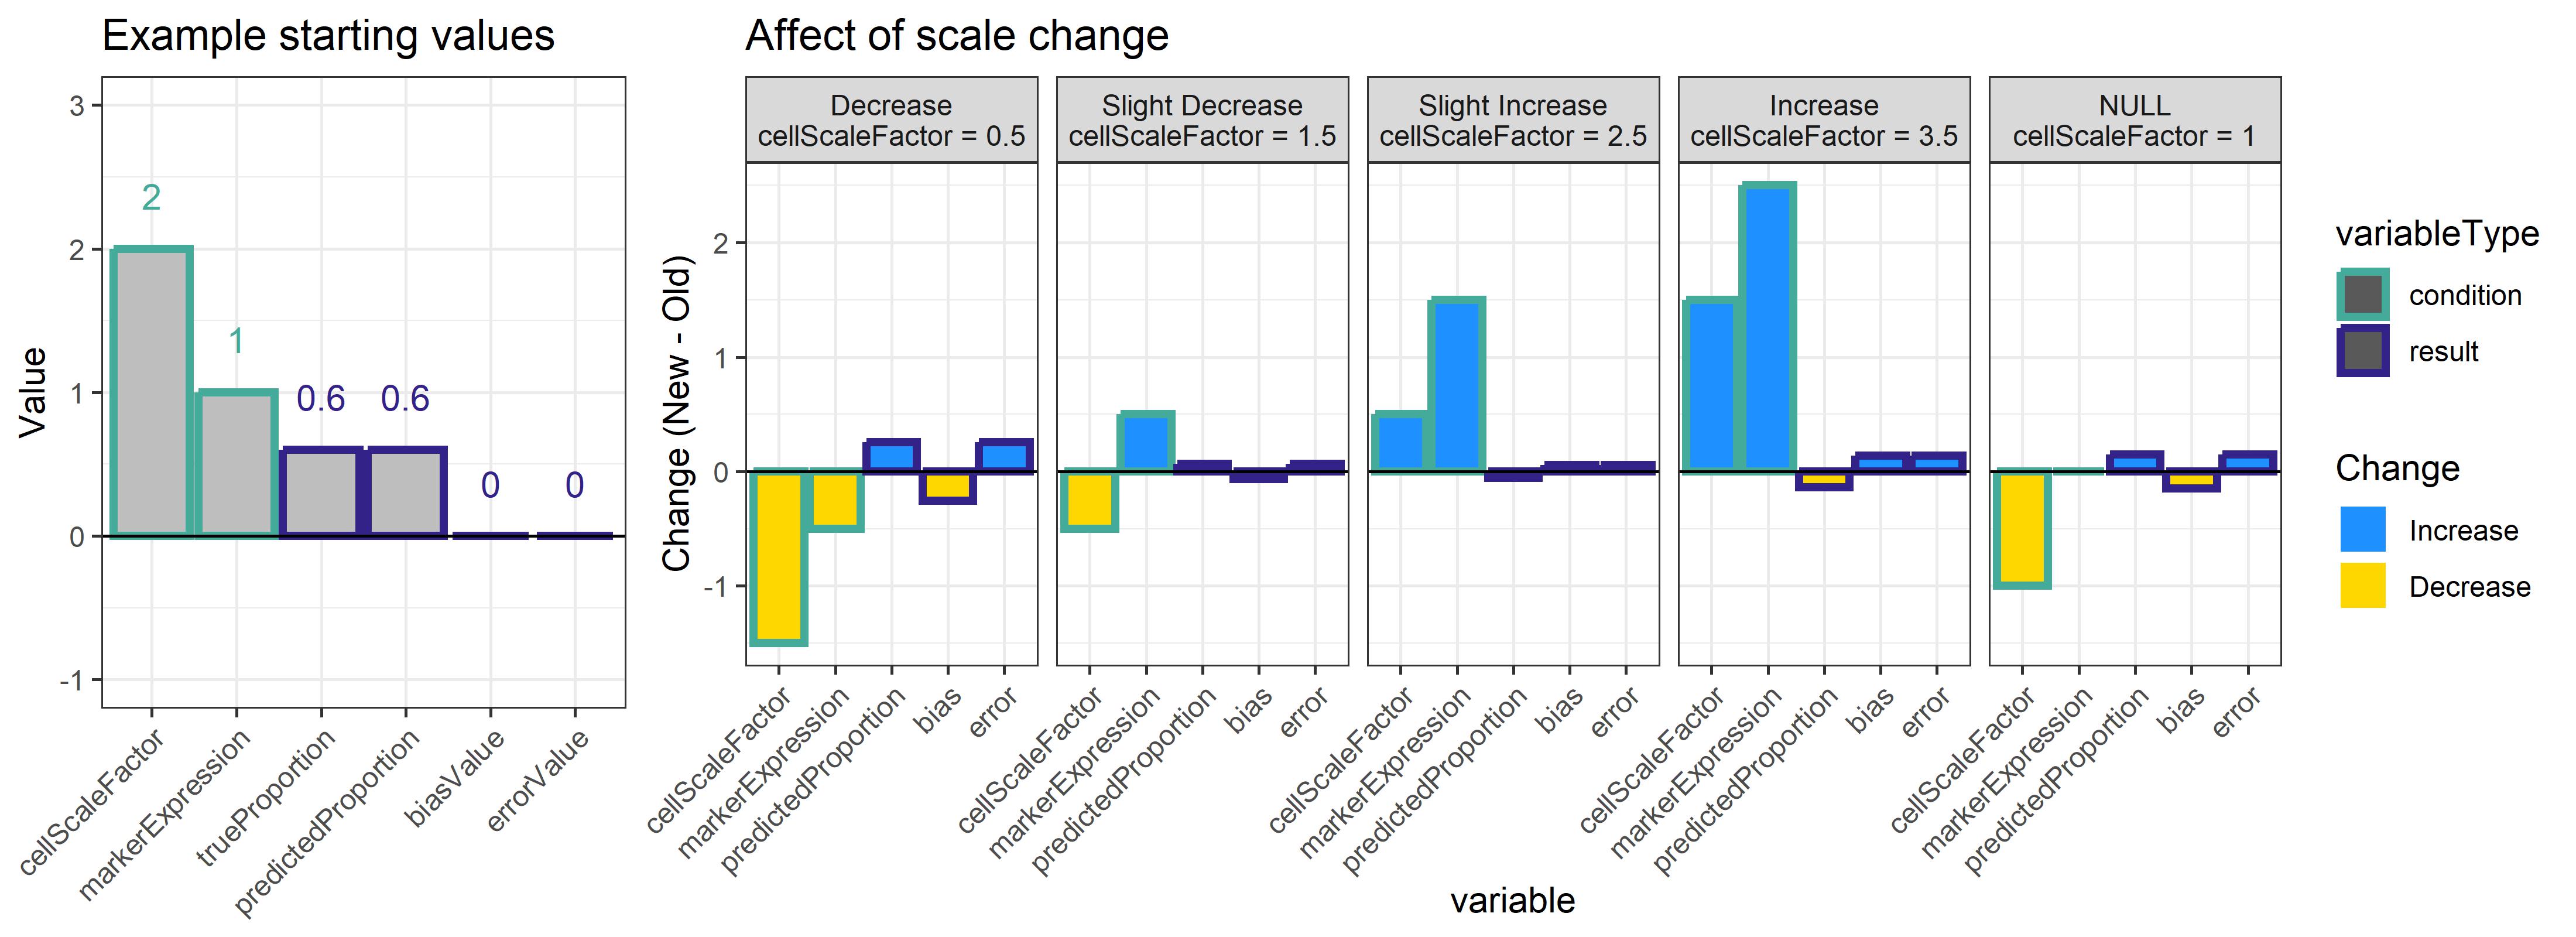 Example starting values
Value
3
2
1
0
-1
2
1
0.6
0.6
0
0
cellScaleFactor
markerExpression
trueProportion
predictedProportion
biasValue
errorValue
Affect of scale change
Change (New - Old)
2
1
0
-1
Decrease
cellScaleFactor = 0.5
Slight Decrease
cellScaleFactor = 1.5
Slight Increase
cellScaleFactor = 2.5
Increase
cellScaleFactor = 3.5
NULL
cellScaleFactor = 1
cellScaleFactor
markerExpression
predictedProportion
bias
error
cellScaleFactor
markerExpression
predictedProportion
bias
error
cellScaleFactor
markerExpression
predictedProportion
bias
error
cellScaleFactor
markerExpression
predictedProportion
bias
error
cellScaleFactor
markerExpression
predictedProportion
bias
error
variable
variableType
condition
result
Change
Increase
Decrease